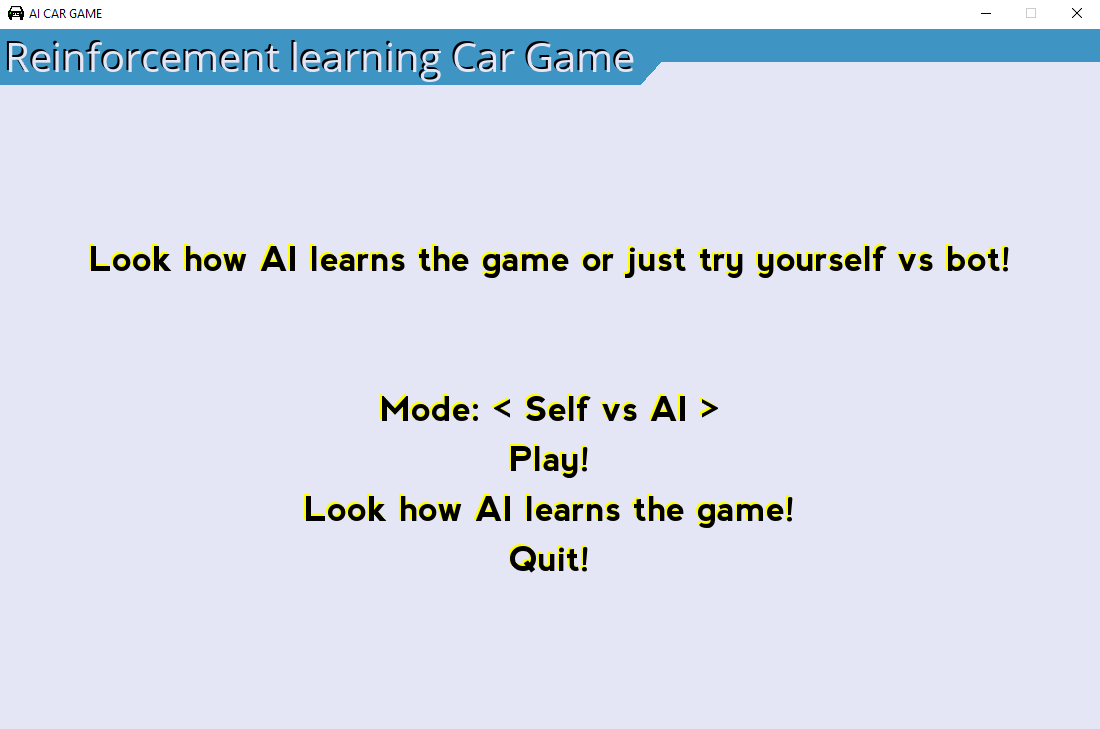 AI CAR GAME
Reinforcement learning Car Game
Look how AI learns the game or just try yourself vs bot!
Mode: < Self vs AI >
Play!
Look how AI learns the game!
Quit!